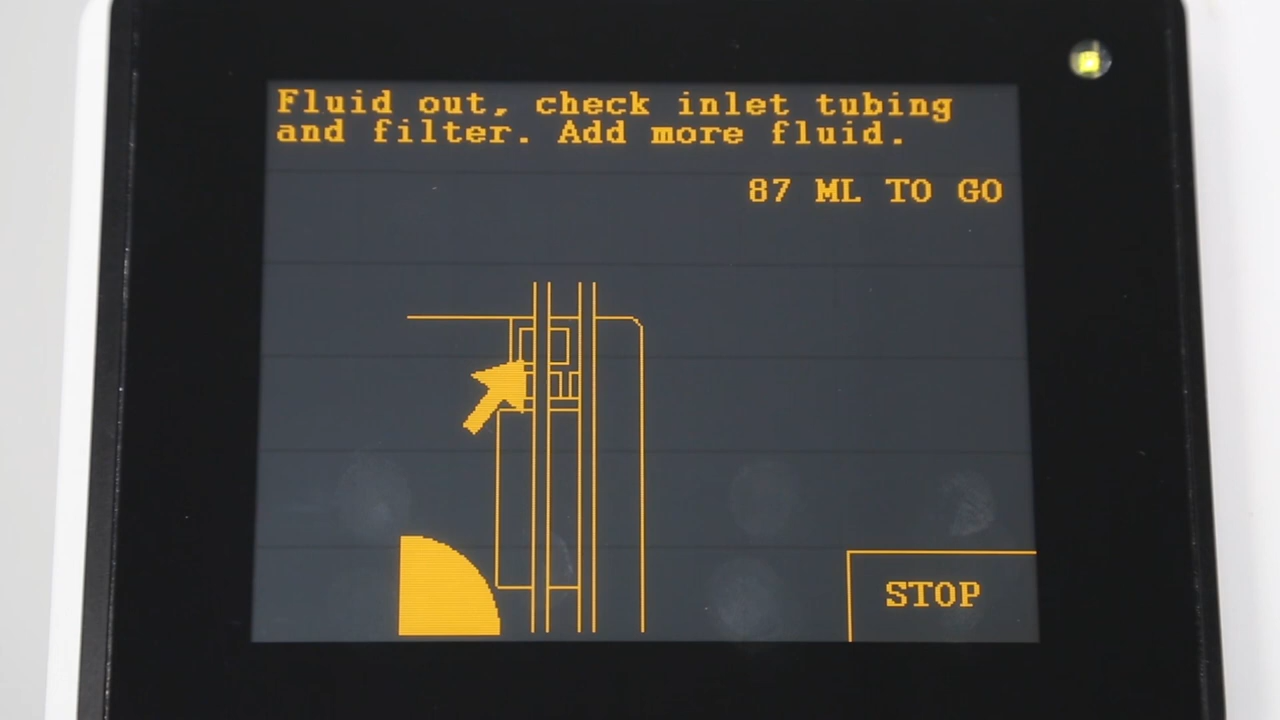 Fluid out, check inlet tubing
and filter. Add more fluid.
87 ML TO GO
STOP